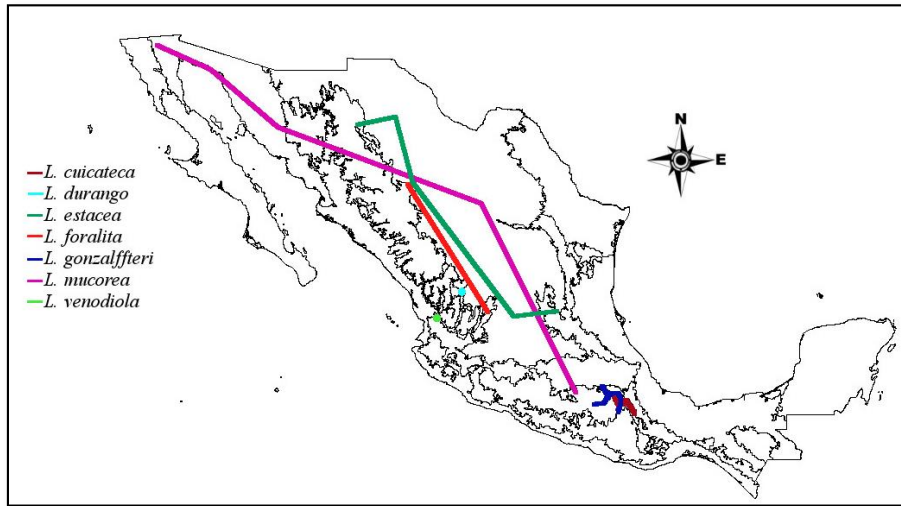 N
E
L. cuicateca
L. durango
L. estacea
L. foralita
L. gonzalffteri
L. mucorea
L. venodiola